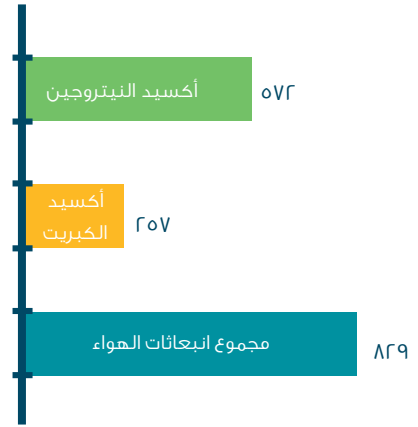 أكسيد النيتروجين
٥٧٢
أكسيد
الكبريت
٢٥٧
مجموع انبعاثات الهواء
٨٢٩